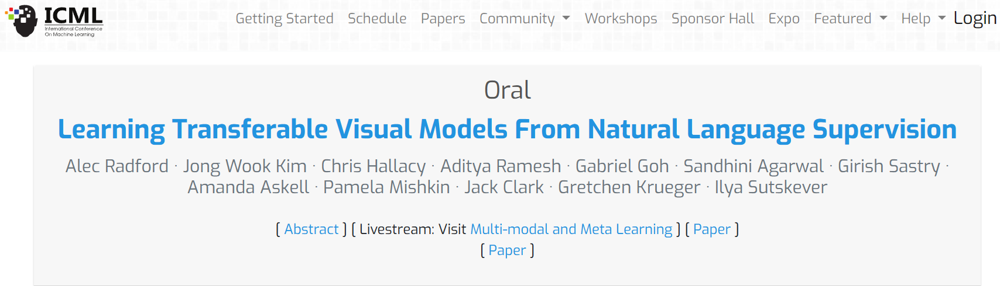 ICML
International Conference
On Machine Learning
Getting Started Schedule Papers Community Workshops Sponsor Hall Expo Featured Help Login
Oral
Learning Transferable Visual Models From Natural Language Supervision
Alec Radford · Jong Wook Kim · Chris Hallacy · Aditya Ramesh · Gabriel Goh · Sandhini Agarwal · Girish Sastry ·
Amanda Askell · Pamela Mishkin · Jack Clark · Gretchen Krueger · Ilya Sutskever
[ Abstract ] [ Livestream: Visit Multi-modal and Meta Learning ] [ Paper ]
[ Paper ]